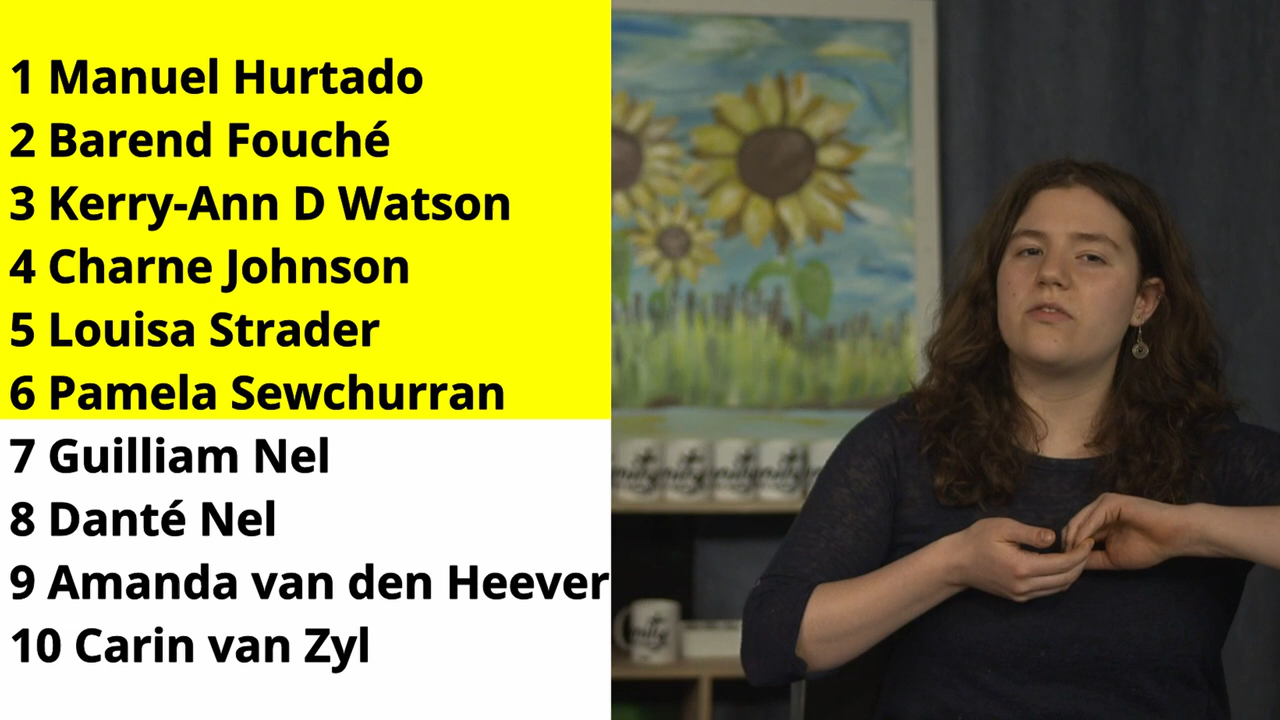 1 Manuel Hurtado
2 Barend Fouché
3 Kerry-Ann D Watson
4 Charne Johnson
5 Louisa Strader
6 Pamela Sewchurran
7 Guilliam Nel
8 Danté Nel
9 Amanda van den Heever
10 Carin van Zyl